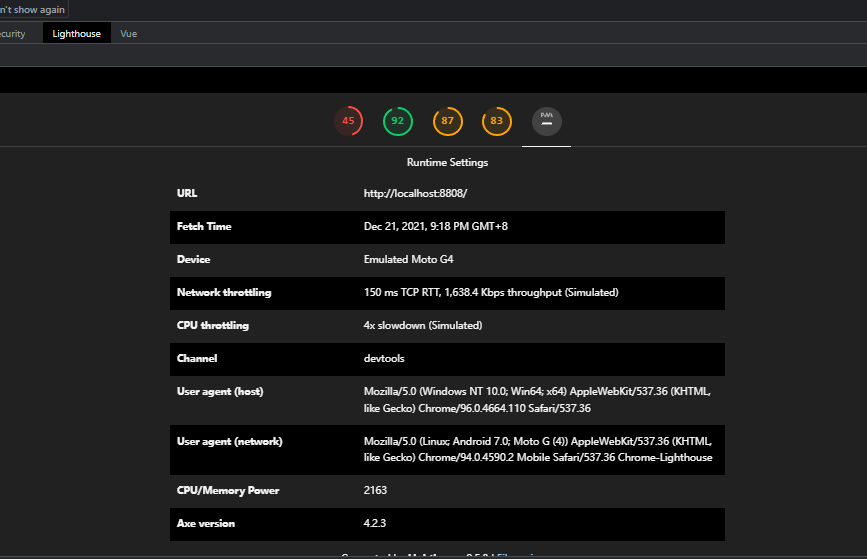 n't show again
ecurity Lighthouse Vue
45 92 87 83 PWA
Runtime Settings
URL http://localhost:8808/
Fetch Time Dec 21, 2021, 9:18 PM GMT+8
Device Emulated Moto G4
Network throttling 150 ms TCP RTT, 1,638.4 Kbps throughput (Simulated)
CPU throttling 4x slowdown (Simulated)
Channel devtools
User agent (host) Mozilla/5.0 (Windows NT 10.0; Win64; x64) AppleWebKit/537.36 (KHTML,
like Gecko) Chrome/96.0.4664.110 Safari/537.36
User agent (network) Mozilla/5.0 (Linux; Android 7.0; Moto G (4)) AppleWebKit/537.36 (KHTML,
like Gecko) Chrome/94.0.4590.2 Mobile Safari/537.36 Chrome-Lighthouse
CPU/Memory Power 2163
Axe version 4.2.3